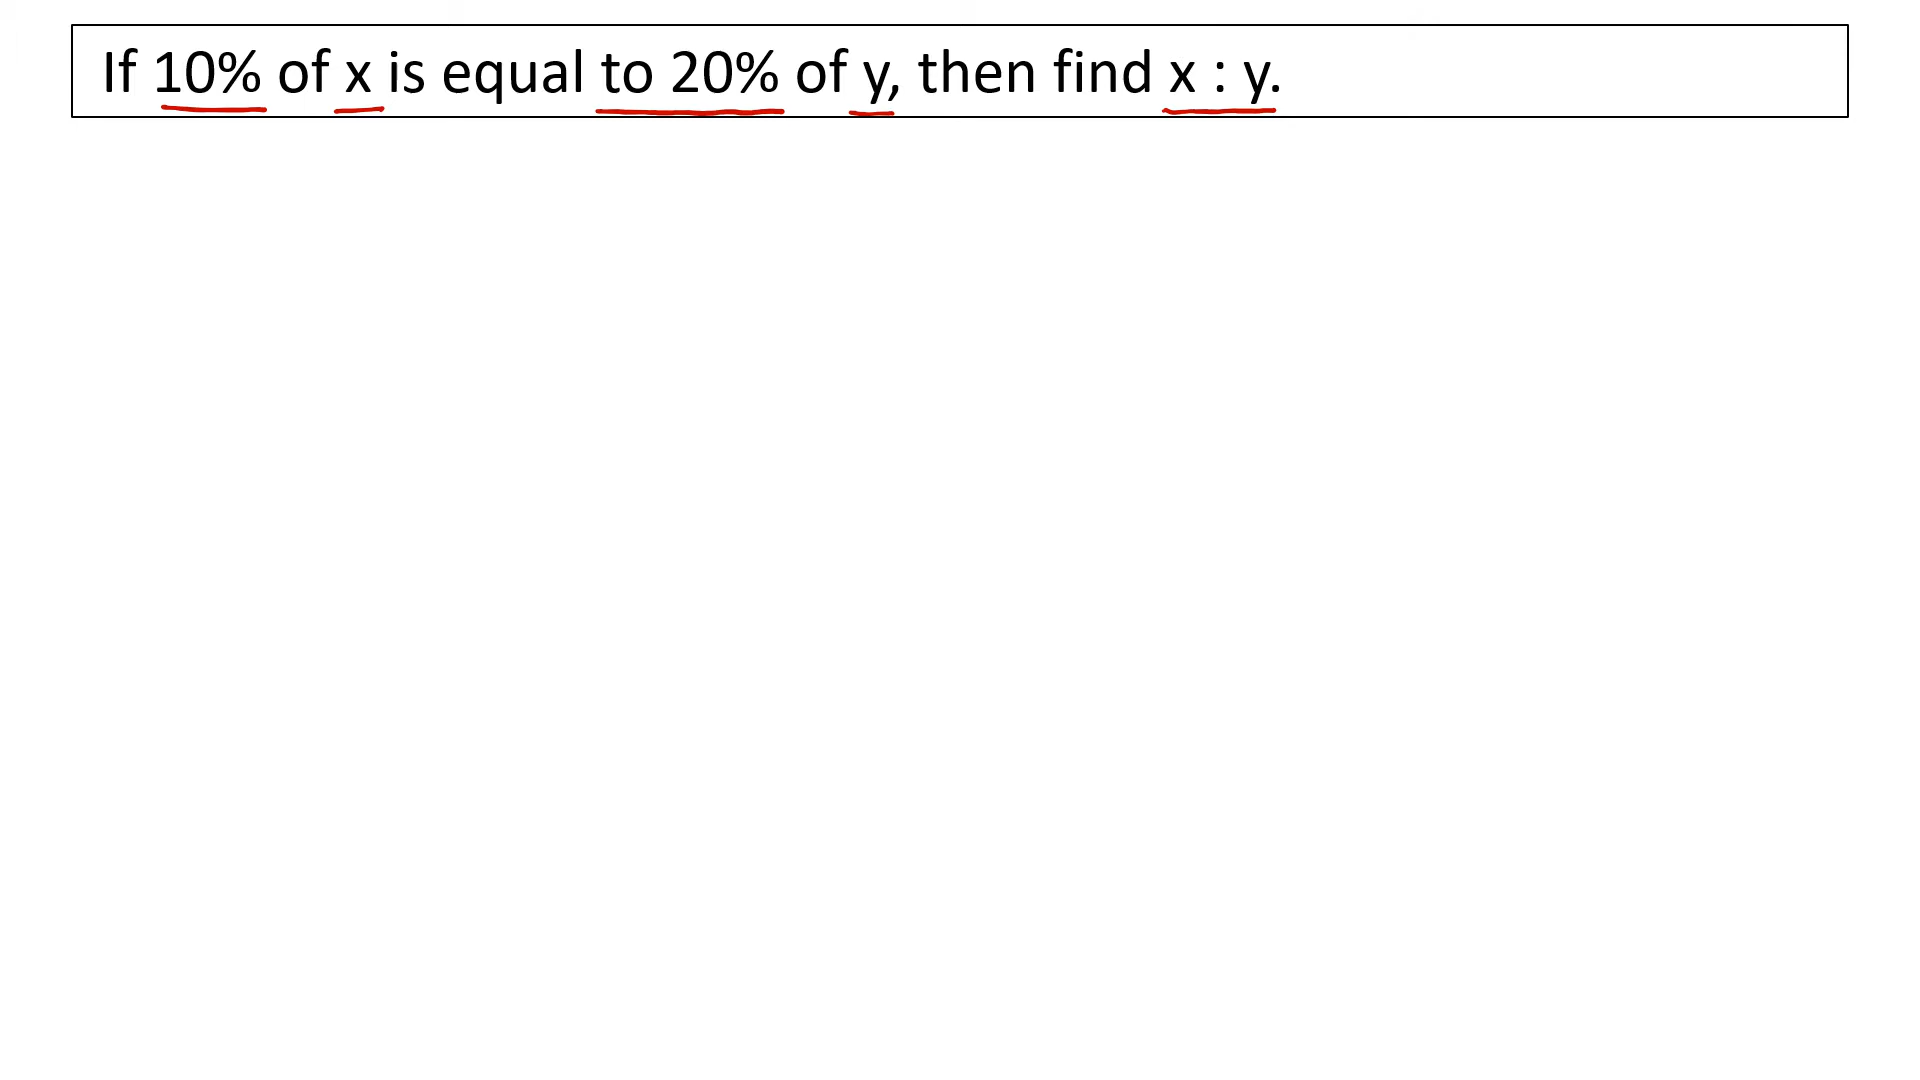 If 10% of x is equal to 20% of y, then find x : y.